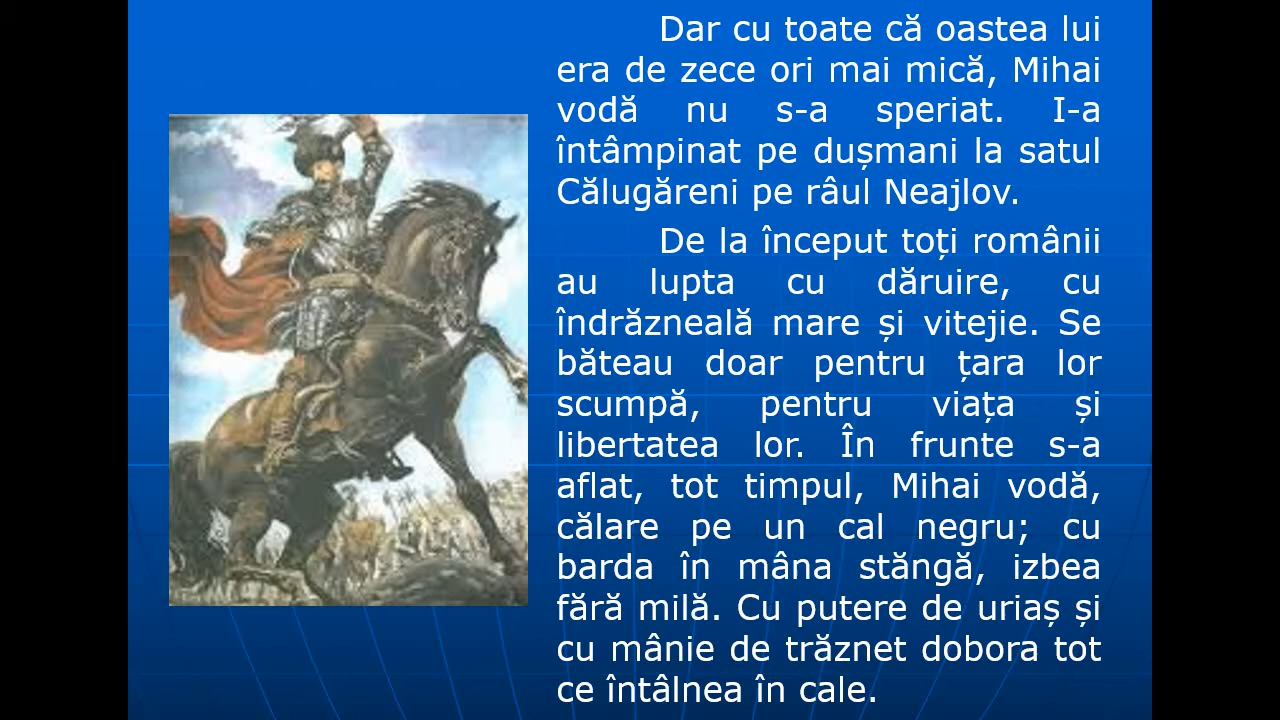 Dar cu toate că oastea lui
era de zece ori mai mică, Mihai
vodă nu s-a speriat. I-a
întâmpinat pe dușmani la satul
Călugăreni pe râul Neajlov.
De la început toți românii
au lupta cu dăruire, cu
îndrăzneală mare și vitejie. Se
băteau doar pentru țara lor
scumpă, pentru viața și
libertatea lor. În frunte s-a
aflat, tot timpul, Mihai vodă,
călare pe un cal negru; cu
barda în mâna stăngă, izbea
fără milă. Cu putere de uriaș și
cu mânie de trăznet dobora tot
ce întâlnea în cale.